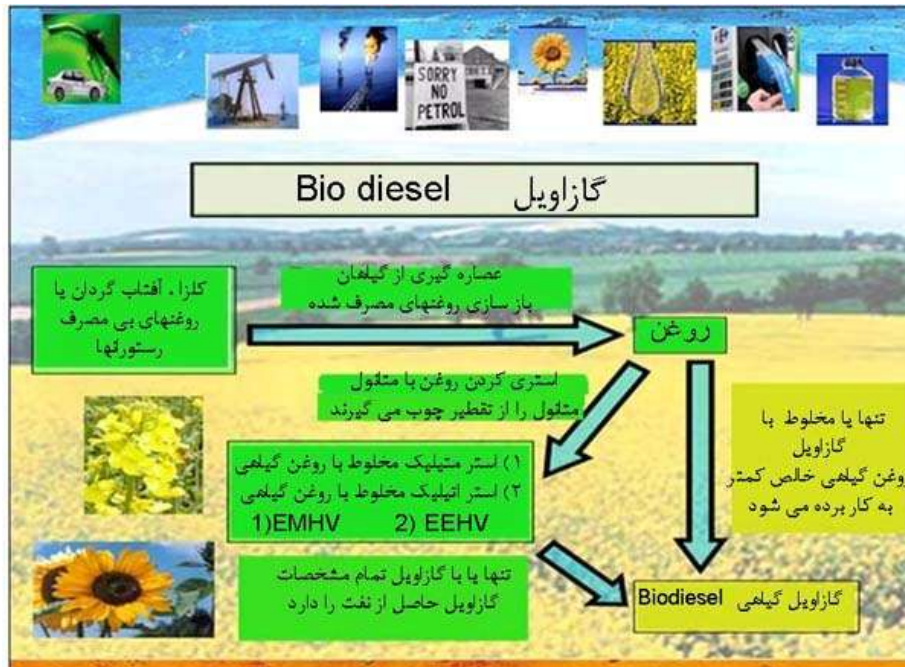 SORRY
NO
PETROL
گازاویل Bio diesel
کلزا، آفتاب گردان یا
روغنهای بی مصرف
رستورانها
عصاره گیری از گیاهان
باز سازی روغنهای مصرف شده
روغن
استری کردن روغن با متانول
متانول را از تقطیر چوب می گیرند
تنها یا مخلوط با
گازاویل
روغن گیاهی خالص کمتر
به کار برده می شود
۱) استر متیلیک مخلوط با روغن گیاهی
۲) استر اتیلیک مخلوط با روغن گیاهی
1)EMHV 2) EEHV
تنها یا با گازاویل تمام مشخصات
گازاویل حاصل از نفت را دارد
گازاویل گیاهی Biodiesel